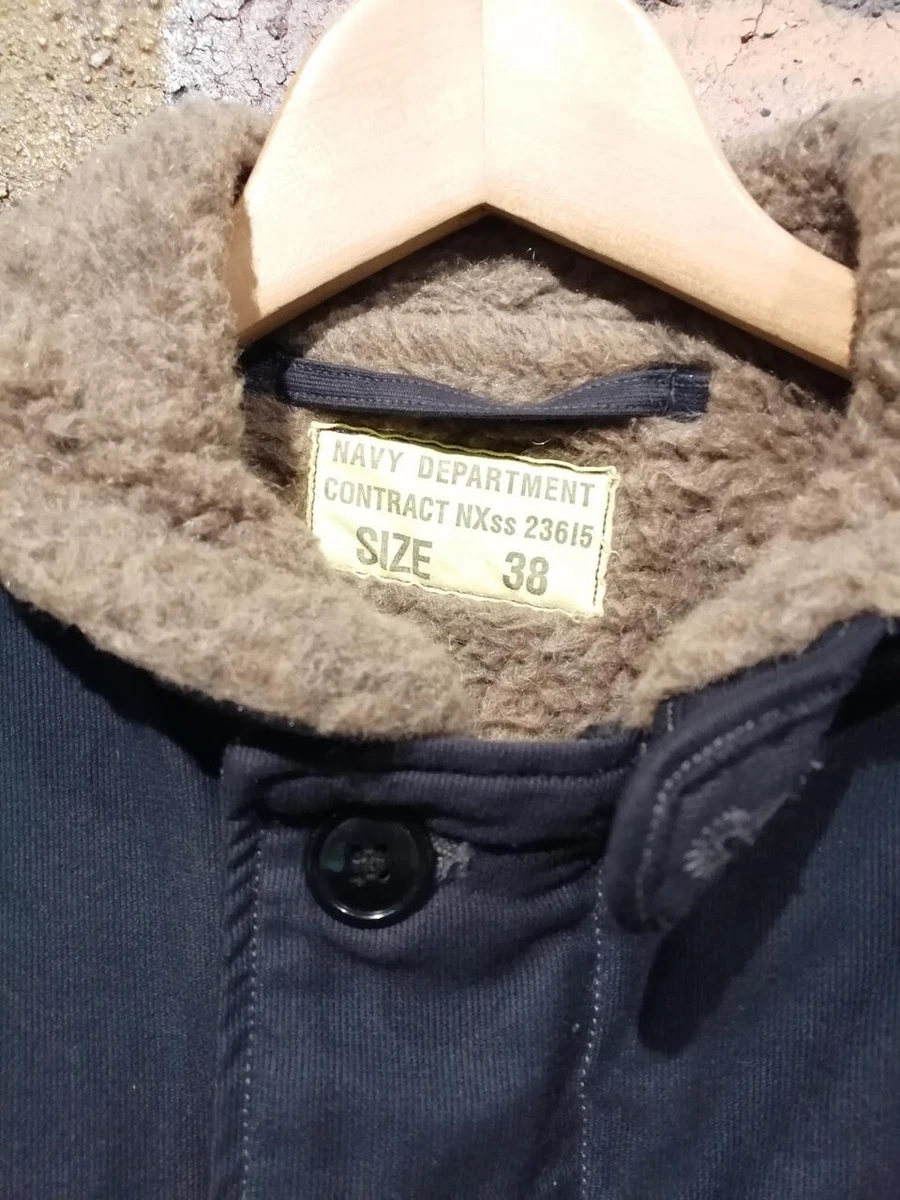 NAVY DEPARTMENT
CONTRACT NXss 23615
SIZE 38